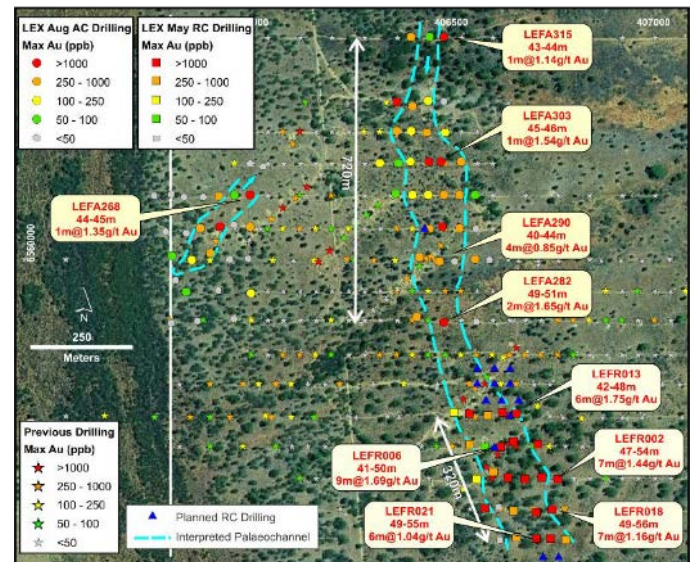 LEX Aug AC Drilling
Max Au (ppb)
>1000
250 - 1000
100 - 250
50 - 100
<50
LEX May RC Drilling
Max Au (ppb)
>1000
250 - 1000
100 - 250
50 - 100
<50
406500
407000
LEFA315
43-44m
1m@1.14g/t Au
LEFA303
45-46m
1m@1.54g/t Au
720m
LEFA268
44-45m
1m@1.35g/t Au
6560000
LEFA290
40-44m
4m@0.85g/t Au
LEFA282
49-51m
2m@1.65g/t Au
N
250
Meters
LEFR013
42-48m
6m@1.75g/t Au
Previous Drilling
Max Au (ppb)
>1000
250 - 1000
100 - 250
50 - 100
<50
LEFR006
41-50m
9m@1.69g/t Au
320m
LEFR002
47-54m
7m@1.44g/t Au
LEFR021
49-55m
6m@1.04g/t Au
LEFR018
49-56m
7m@1.16g/t Au
Planned RC Drilling
Interpreted Palaeochannel